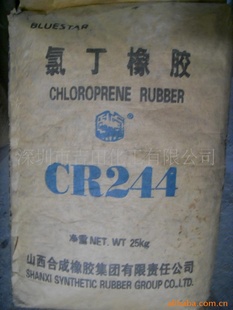 BLUESTAR
氯丁橡胶
CHLOROPRENE RUBBER
CR244
净重 NET. WT 25kg
山西合成橡胶集团有限责任公司
SHANXI SYNTHETIC RUBBER GROUP CO.,LTD.